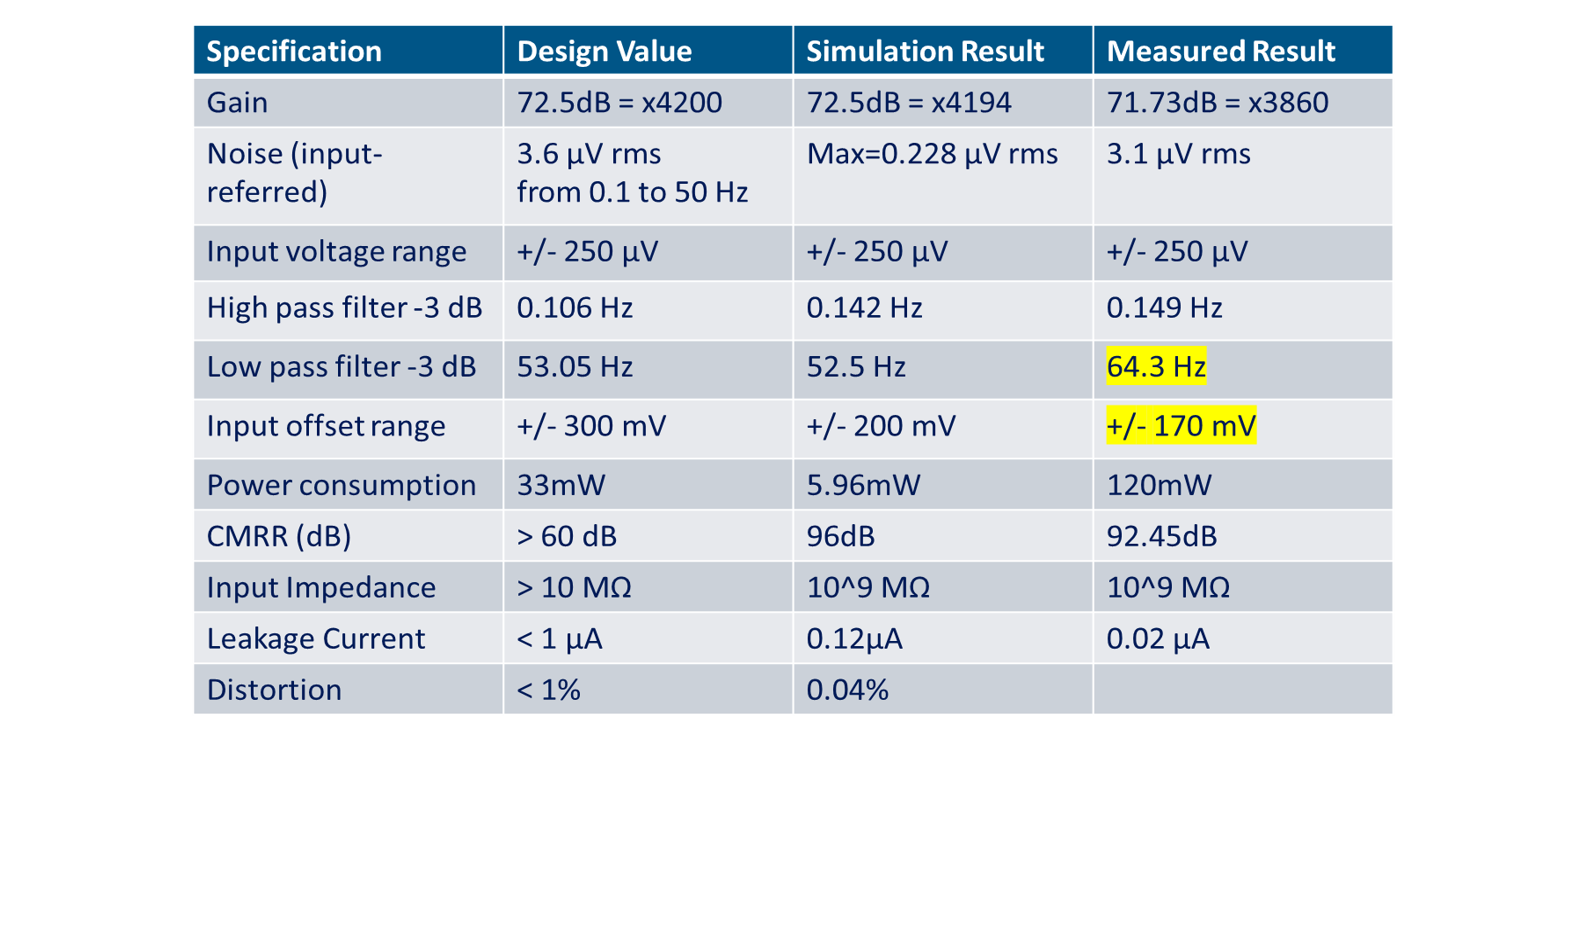 Specification Design Value Simulation Result Measured Result
Gain 72.5dB = x4200 72.5dB = x4194 71.73dB = x3860
Noise (input- 3.6 µV rms Max=0.228 µV rms 3.1 µV rms
referred) from 0.1 to 50 Hz
Input voltage range +/- 250 µV +/- 250 µV +/- 250 µV
High pass filter -3 dB 0.106 Hz 0.142 Hz 0.149 Hz
Low pass filter -3 dB 53.05 Hz 52.5 Hz 64.3 Hz
Input offset range +/- 300 mV +/- 200 mV +/- 170 mV
Power consumption 33mW 5.96mW 120mW
CMRR (dB) > 60 dB 96dB 92.45dB
Input Impedance > 10 MΩ 10^9 MΩ 10^9 MΩ
Leakage Current < 1 µA 0.12µA 0.02 µA
Distortion < 1% 0.04%